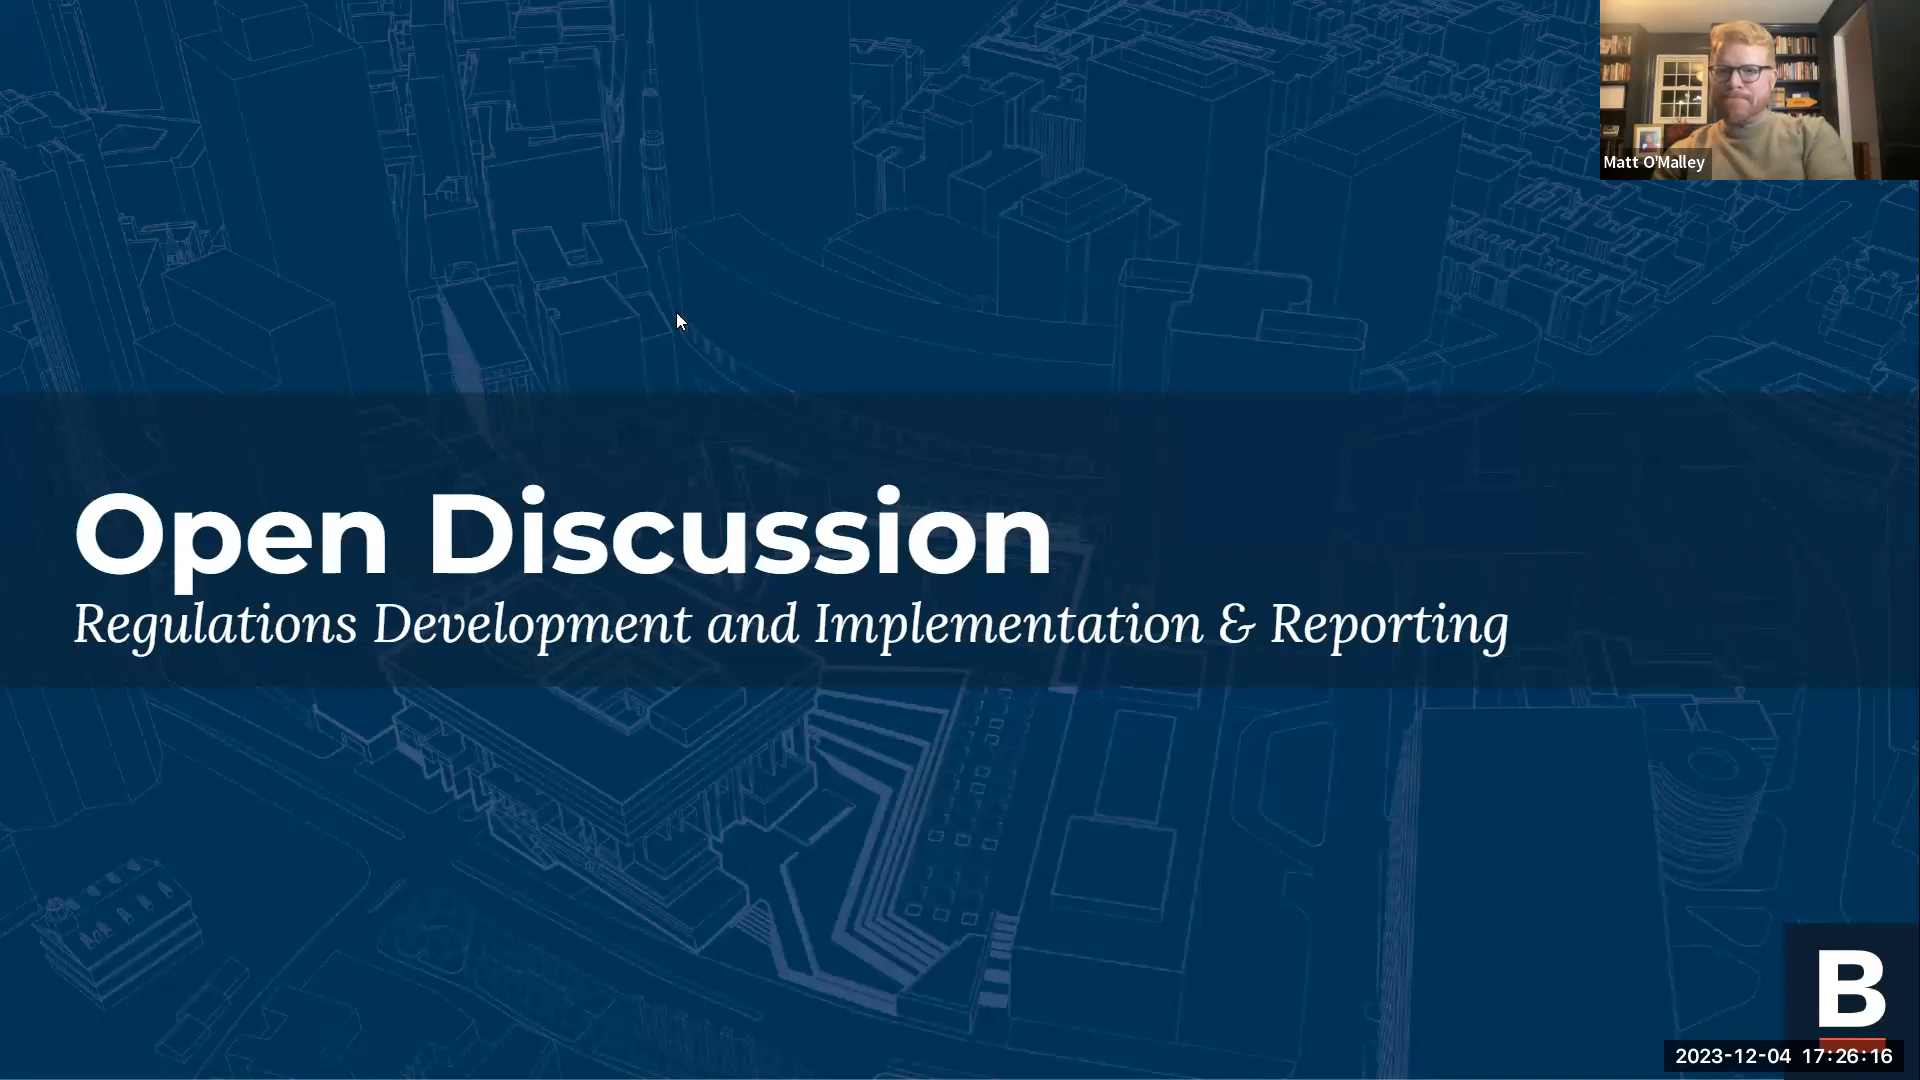 Matt O'Malley
Open Discussion
Regulations Development and Implementation & Reporting
B
2023-12-04 17:26:16